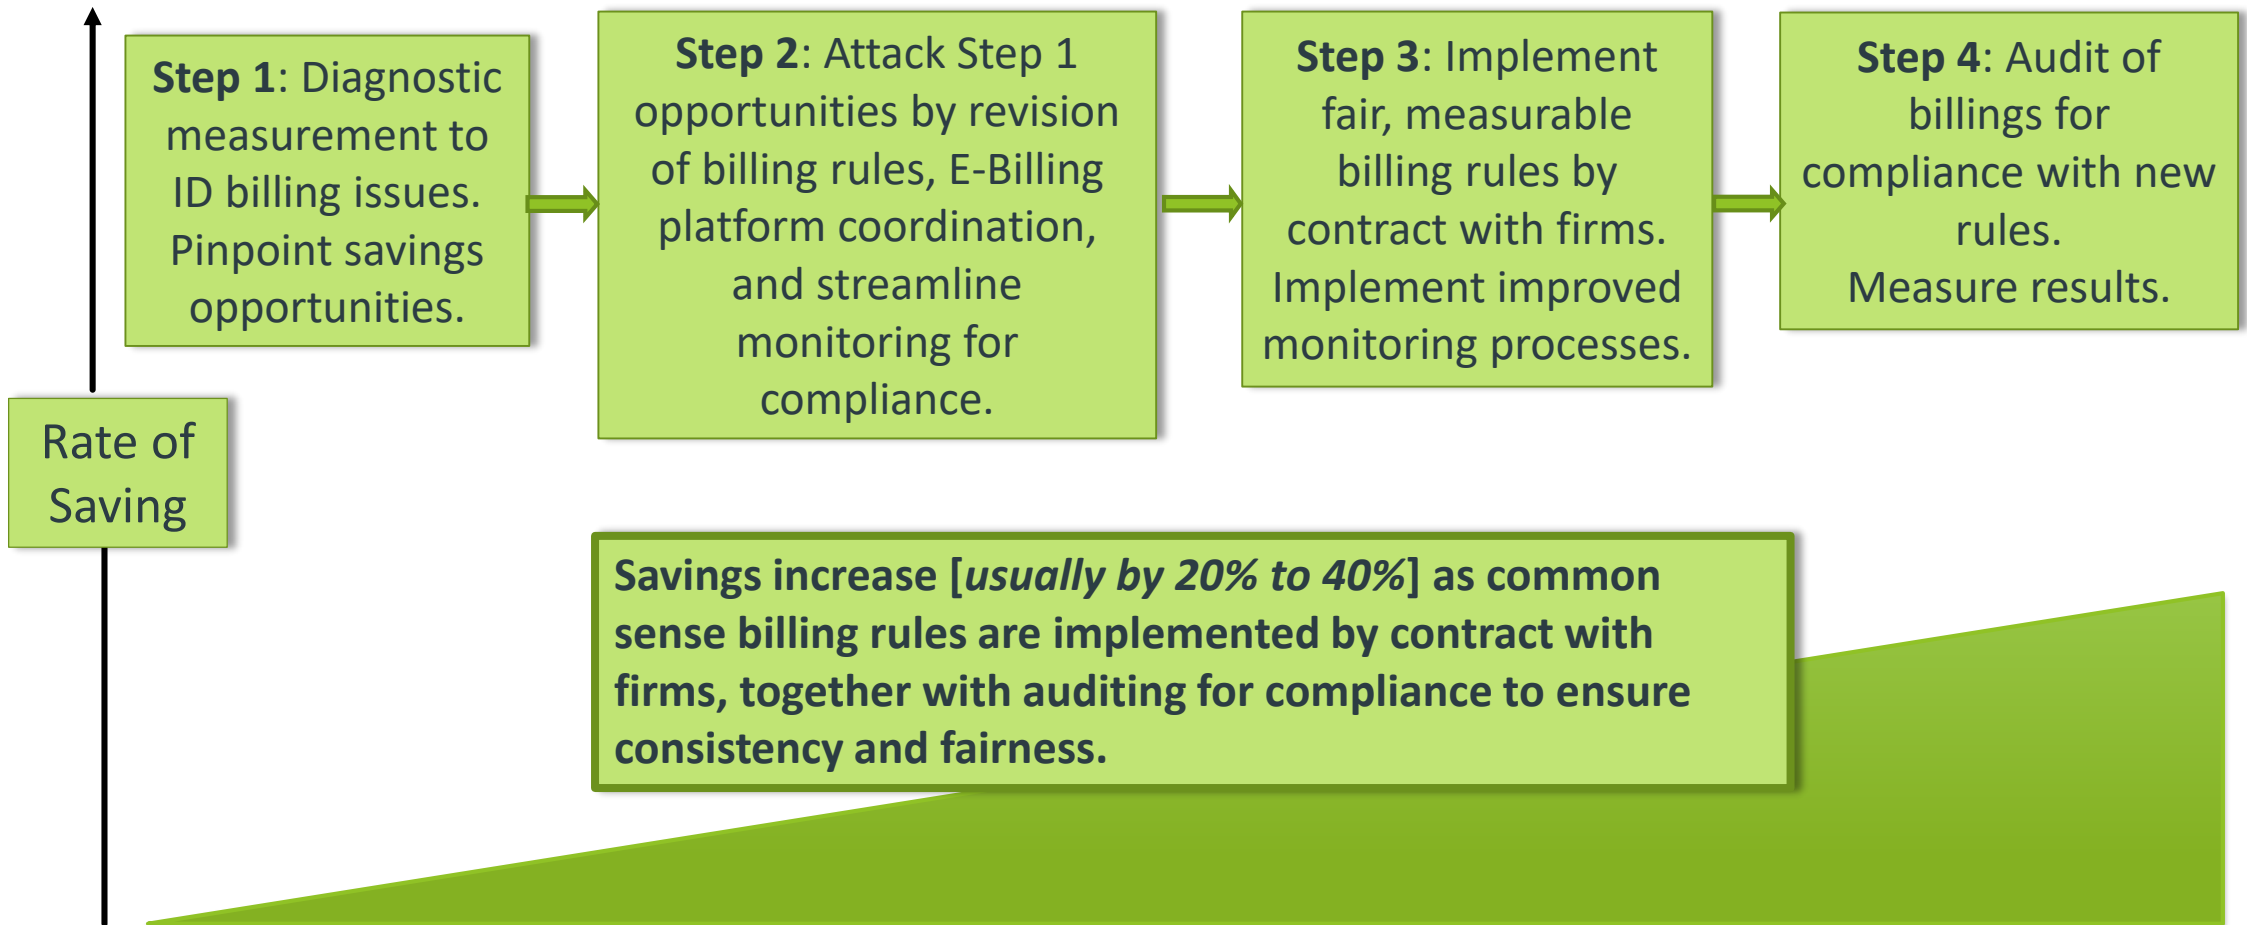 Step 1: Diagnostic
measurement to
ID billing issues.
Pinpoint savings
opportunities.
Step 2: Attack Step 1
opportunities by revision
of billing rules, E-Billing
platform coordination,
and streamline
monitoring for
compliance.
Step 3: Implement
fair, measurable
billing rules by
contract with firms.
Implement improved
monitoring processes.
Step 4: Audit of
billings for
compliance with new
rules.
Measure results.
Rate of
Saving
Savings increase [usually by 20% to 40%] as common
sense billing rules are implemented by contract with
firms, together with auditing for compliance to ensure
consistency and fairness.